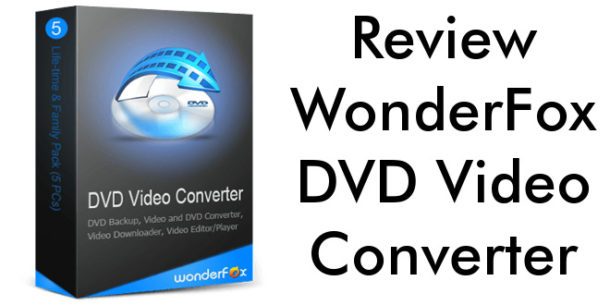 5
Life-time & Family Pack (5 PCs)
DVD
DVD Video Converter
DVD Backup, Video and DVD Converter,
Video Downloader, Video Editor/Player
wonderfox
Review
WonderFox
DVD Video
Converter